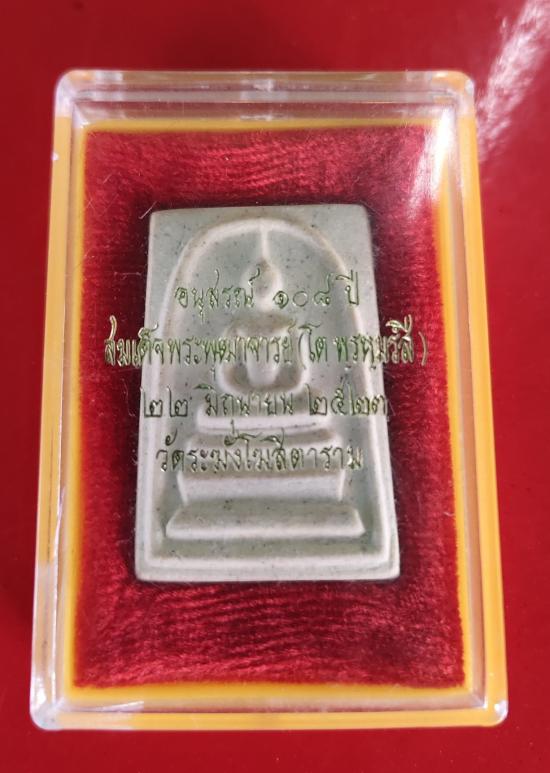 อนุสรณ์ ๑๐๘ ปี
สมเด็จพระพุฒาจารย์ (โต พรหฺมรํสี)
๒๒ มิถุนายน ๒๕๒๓
วัดระฆังโฆสิตาราม